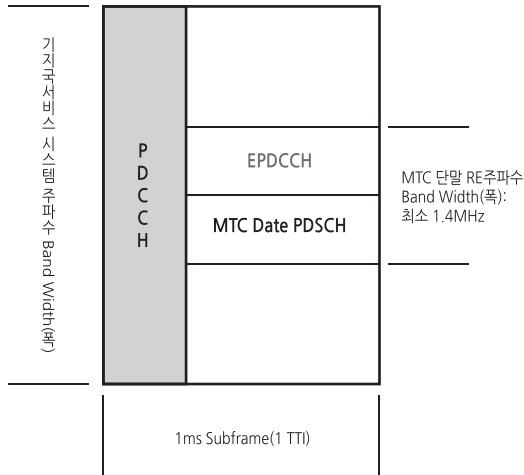 기지국서비스 시스템 주파수 Band Width(폭)
PDCCH
EPDCCH
MTC Date PDSCH
MTC 단말 RE주파수
Band Width(폭):
최소 1.4MHz
1ms Subframe(1 TTI)